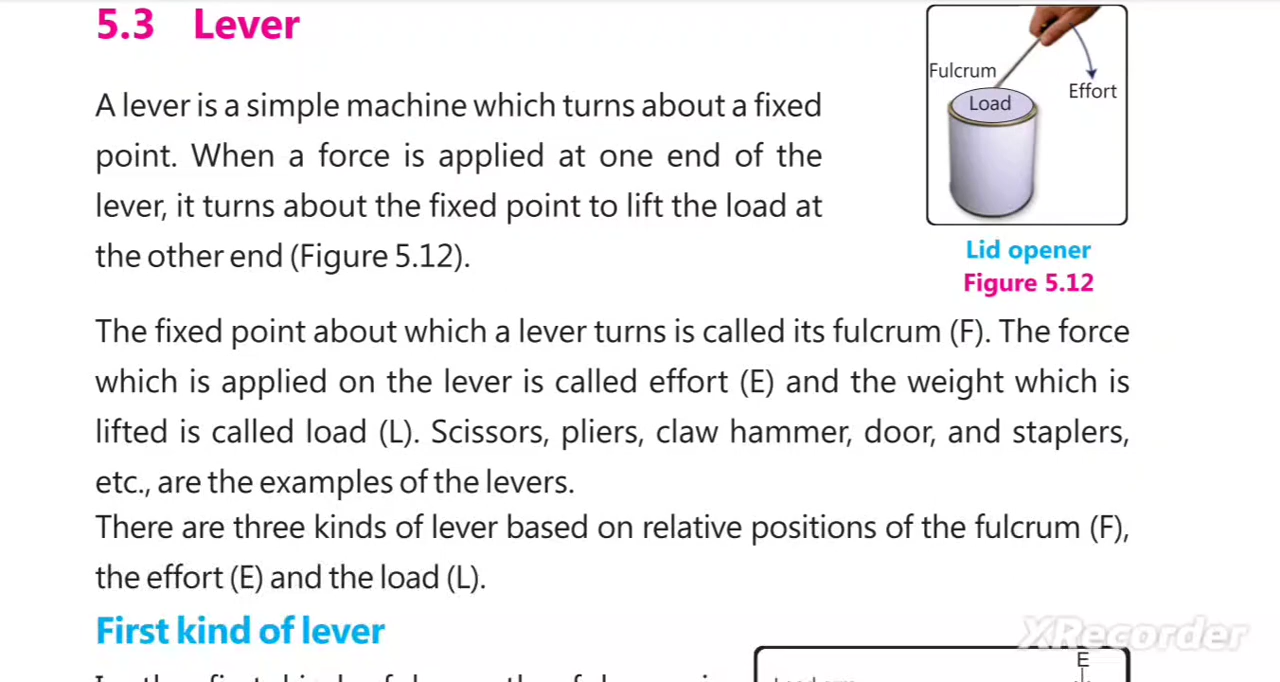 5.3 Lever
Fulcrum
Load
Effort
Lid opener
Figure 5.12
A lever is a simple machine which turns about a fixed
point. When a force is applied at one end of the
lever, it turns about the fixed point to lift the load at
the other end (Figure 5.12).
The fixed point about which a lever turns is called its fulcrum (F). The force
which is applied on the lever is called effort (E) and the weight which is
lifted is called load (L). Scissors, pliers, claw hammer, door, and staplers,
etc., are the examples of the levers.
There are three kinds of lever based on relative positions of the fulcrum (F),
the effort (E) and the load (L).
First kind of lever
XRecorder
E